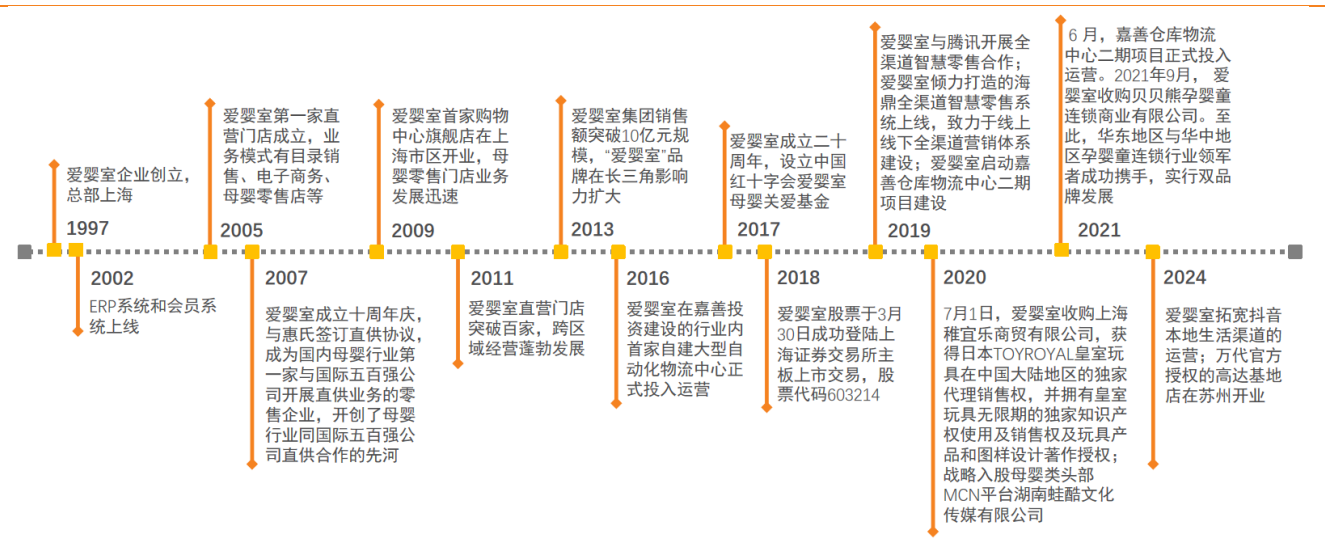 爱婴室企业创立，
总部上海
1997
2002
ERP系统和会员系
统上线
爱婴室第一家直
营门店成立，业
务模式有目录销
售、电子商务、
母婴零售店等
2005
2007
爱婴室成立十周年庆，
与惠氏签订直供协议，
成为国内母婴行业第
一家与国际五百强公
司开展直供业务的零
售企业，开创了母婴
行业同国际五百强公
司直供合作的先河
爱婴室首家购物
中心旗舰店在上
海市区开业，母
婴零售门店业务
发展迅速
2009
2011
爱婴室直营门店
突破百家，跨区
域经营蓬勃发展
爱婴室集团销售
额突破10亿元规
模，“爱婴室”品
牌在长三角影响
力扩大
2013
2016
爱婴室在嘉善投
资建设的行业内
首家自建大型自
动化物流中心正
式投入运营
爱婴室成立二十
周年，设立中国
红十字会爱婴室
母婴关爱基金
2017
2018
爱婴室股票于3月
30日成功登陆上
海证券交易所主
板上市交易，股
票代码603214
爱婴室与腾讯开展全
渠道智慧零售合作；
爱婴室倾力打造的海
鼎全渠道智慧零售系
统上线，致力于线上
线下全渠道营销体系
建设；爱婴室启动嘉
善仓库物流中心二期
项目建设
2019
2020
7月1日，爱婴室收购上海
稚宜乐商贸有限公司，获
得日本TOYROYAL皇室玩
具在中国大陆地区的独家
代理销售权，并拥有皇室
玩具无限期的独家知识产
权使用及销售权及玩具产
品和图样设计著作授权；
战略入股母婴类头部
MCN平台湖南蛙酷文化
传媒有限公司
6 月，嘉善仓库物流
中心二期项目正式投入
运营。2021年9月， 爱
婴室收购贝贝熊孕婴童
连锁商业有限公司。至
此，华东地区与华中地
区孕婴童连锁行业领军
者成功携手，实行双品
牌发展
2021
2024
爱婴室拓宽抖音
本地生活渠道的
运营；万代官方
授权的高达基地
店在苏州开业